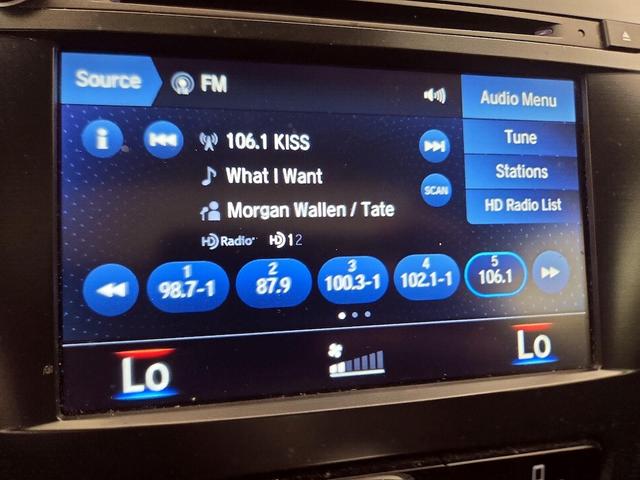 Source
FM
Audio Menu
106.1 KISS
Tune
What I Want
Stations
SCAN
Morgan Wallen / Tate
HD Radio List
HD Radio
HD 1 2
1
98.7-1
2
87.9
3
100.3-1
4
102.1-1
5
106.1
Lo
Lo